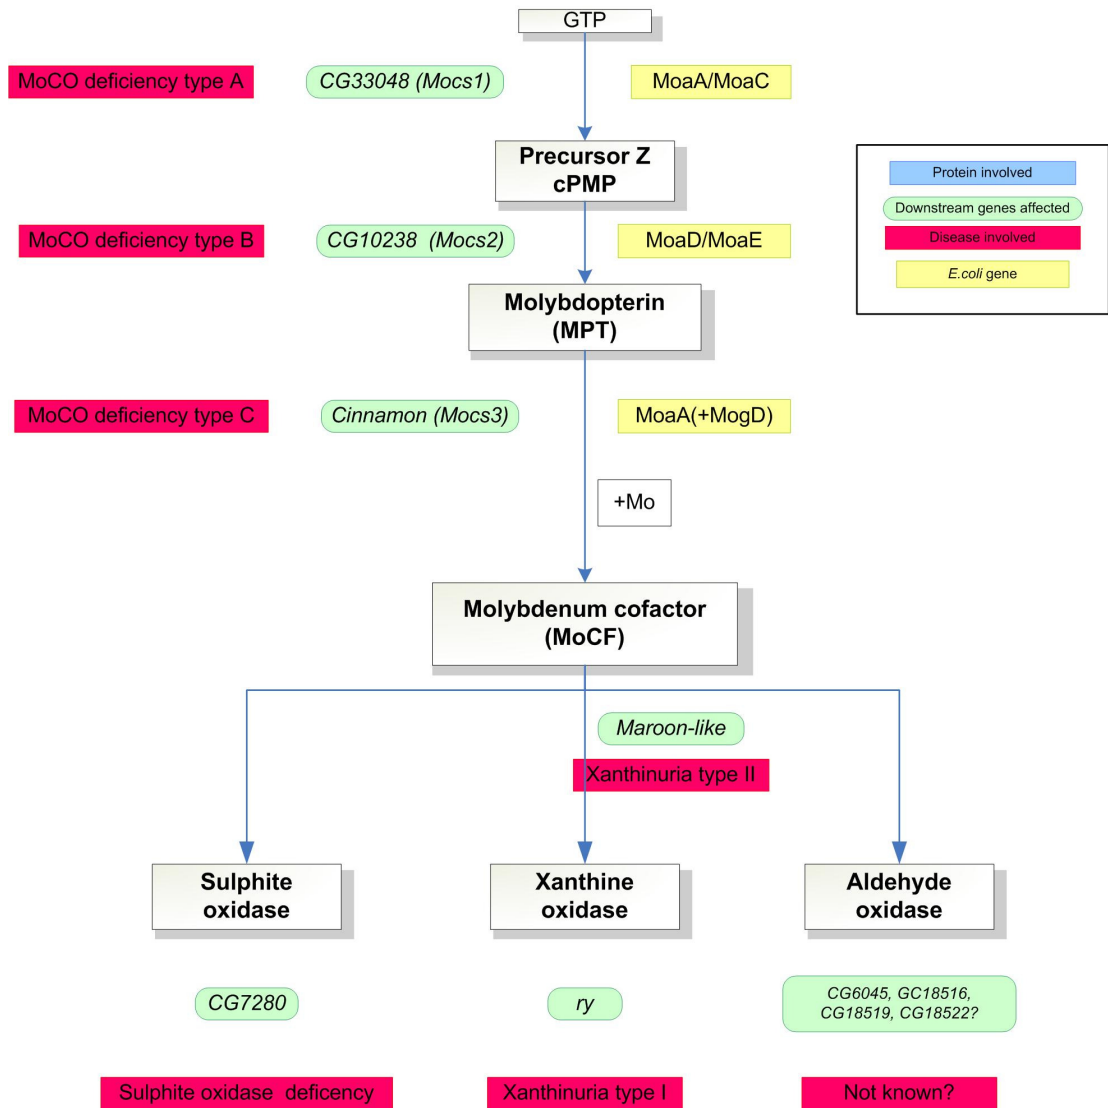 GTP
MoCO deficiency type A
CG33048 (Mocs1)
MoaA/MoaC
Precursor Z
cPMP
Protein involved
Downstream genes affected
Disease involved
E.coli gene
MoCO deficiency type B
CG10238 (Mocs2)
MoaD/MoaE
Molybdopterin
(MPT)
MoCO deficiency type C
Cinnamon (Mocs3)
MoaA(+MogD)
+Mo
Molybdenum cofactor
(MoCF)
Maroon-like
Xanthinuria type II
Sulphite
oxidase
Xanthine
oxidase
Aldehyde
oxidase
CG7280
ry
CG6045, GC18516,
CG18519, CG18522?
Sulphite oxidase deficency
Xanthinuria type I
Not known?